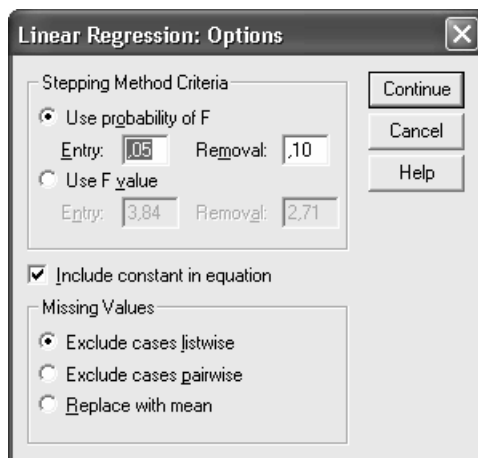 Linear Regression: Options
Stepping Method Criteria
Use probability of F
Entry: ,05 Removal: ,10
Use F value
Entry: 3,84 Removal: 2,71
Include constant in equation
Missing Values
Exclude cases listwise
Exclude cases pairwise
Replace with mean
Continue
Cancel
Help